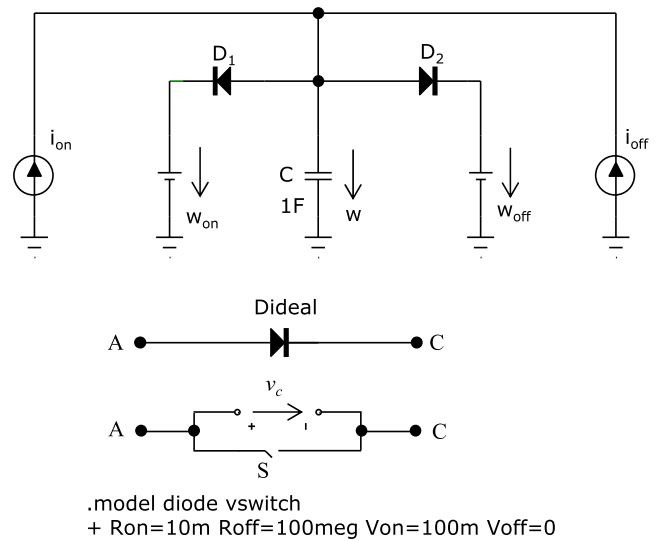 D1 D2
ion ioff
C
1F
won w woff
Dideal
A C
vc
A + - C
S
.model diode vswitch
+ Ron=10m Roff=100meg Von=100m Voff=0